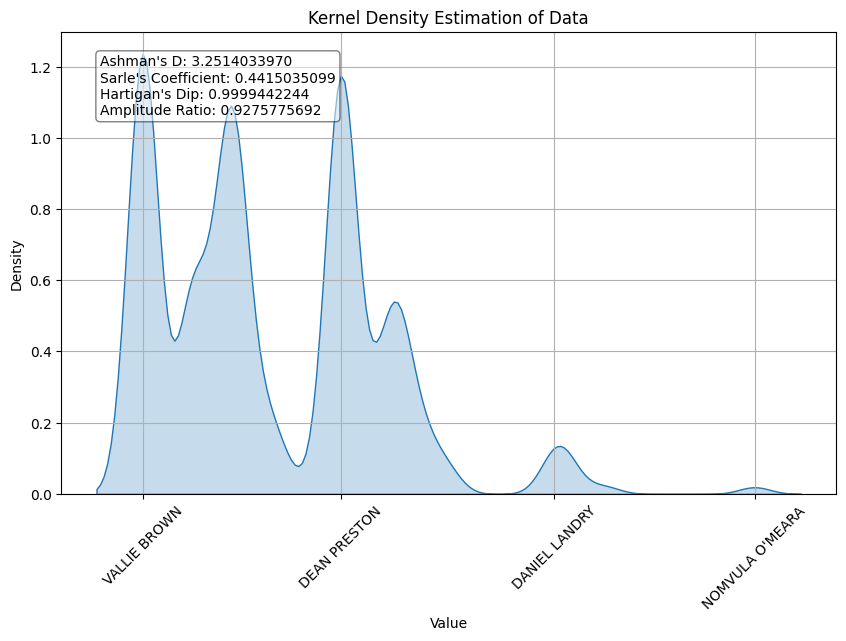 Kernel Density Estimation of Data
Ashman's D: 3.2514033970
Sarle's Coefficient: 0.4415035099
Hartigan's Dip: 0.9999442244
Amplitude Ratio: 0.9275775692
Density
1.2
1.0
0.8
0.6
0.4
0.2
0.0
VALLIE BROWN
DEAN PRESTON
DANIEL LANDRY
NOMVULA O'MEARA
Value